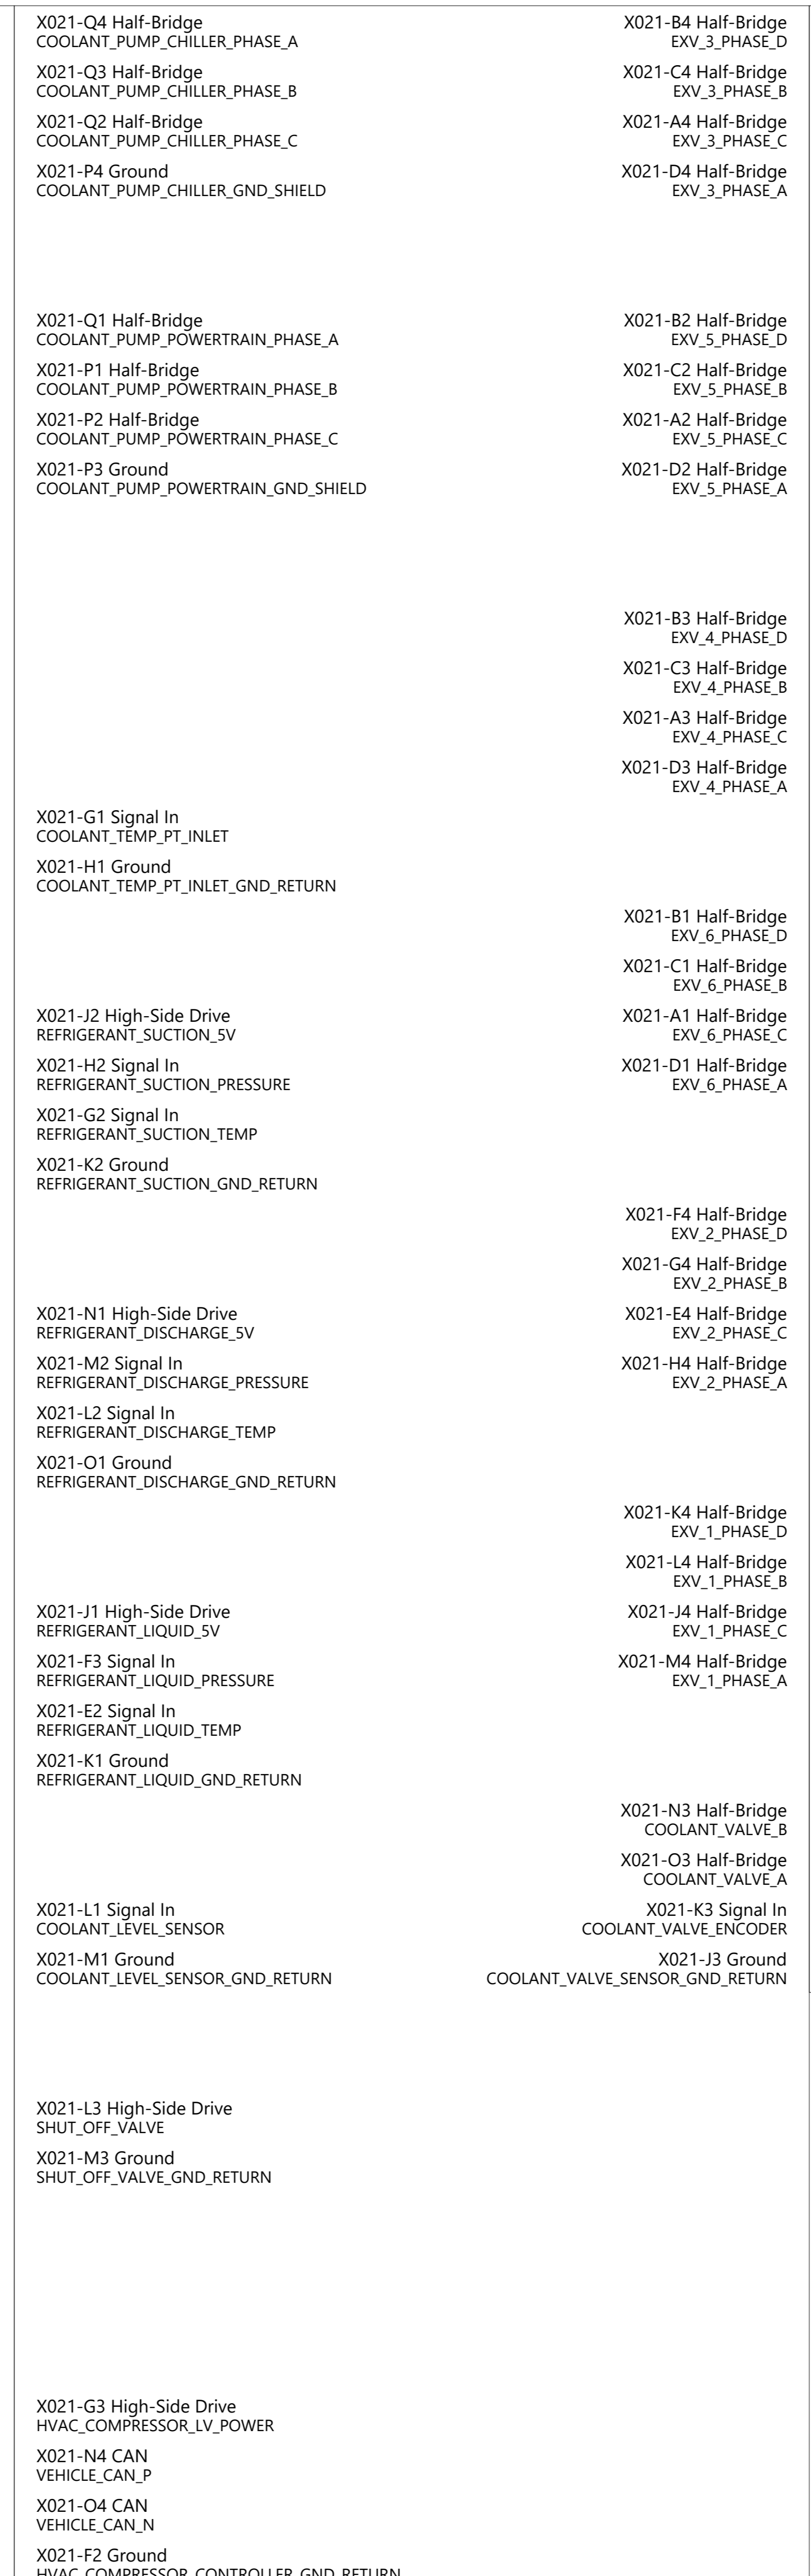 X021-Q4 Half-Bridge
COOLANT_PUMP_CHILLER_PHASE_A
X021-Q3 Half-Bridge
COOLANT_PUMP_CHILLER_PHASE_B
X021-Q2 Half-Bridge
COOLANT_PUMP_CHILLER_PHASE_C
X021-P4 Ground
COOLANT_PUMP_CHILLER_GND_SHIELD
X021-Q1 Half-Bridge
COOLANT_PUMP_POWERTRAIN_PHASE_A
X021-P1 Half-Bridge
COOLANT_PUMP_POWERTRAIN_PHASE_B
X021-P2 Half-Bridge
COOLANT_PUMP_POWERTRAIN_PHASE_C
X021-P3 Ground
COOLANT_PUMP_POWERTRAIN_GND_SHIELD
X021-G1 Signal In
COOLANT_TEMP_PT_INLET
X021-H1 Ground
COOLANT_TEMP_PT_INLET_GND_RETURN
X021-J2 High-Side Drive
REFRIGERANT_SUCTION_5V
X021-H2 Signal In
REFRIGERANT_SUCTION_PRESSURE
X021-G2 Signal In
REFRIGERANT_SUCTION_TEMP
X021-K2 Ground
REFRIGERANT_SUCTION_GND_RETURN
X021-N1 High-Side Drive
REFRIGERANT_DISCHARGE_5V
X021-M2 Signal In
REFRIGERANT_DISCHARGE_PRESSURE
X021-L2 Signal In
REFRIGERANT_DISCHARGE_TEMP
X021-O1 Ground
REFRIGERANT_DISCHARGE_GND_RETURN
X021-J1 High-Side Drive
REFRIGERANT_LIQUID_5V
X021-F3 Signal In
REFRIGERANT_LIQUID_PRESSURE
X021-E2 Signal In
REFRIGERANT_LIQUID_TEMP
X021-K1 Ground
REFRIGERANT_LIQUID_GND_RETURN
X021-L1 Signal In
COOLANT_LEVEL_SENSOR
X021-M1 Ground
COOLANT_LEVEL_SENSOR_GND_RETURN
X021-L3 High-Side Drive
SHUT_OFF_VALVE
X021-M3 Ground
SHUT_OFF_VALVE_GND_RETURN
X021-G3 High-Side Drive
HVAC_COMPRESSOR_LV_POWER
X021-N4 CAN
VEHICLE_CAN_P
X021-O4 CAN
VEHICLE_CAN_N
X021-F2 Ground
HVAC_COMPRESSOR_CONTROLLER_GND_RETURN
X021-B4 Half-Bridge
EXV_3_PHASE_D
X021-C4 Half-Bridge
EXV_3_PHASE_B
X021-A4 Half-Bridge
EXV_3_PHASE_C
X021-D4 Half-Bridge
EXV_3_PHASE_A
X021-B2 Half-Bridge
EXV_5_PHASE_D
X021-C2 Half-Bridge
EXV_5_PHASE_B
X021-A2 Half-Bridge
EXV_5_PHASE_C
X021-D2 Half-Bridge
EXV_5_PHASE_A
X021-B3 Half-Bridge
EXV_4_PHASE_D
X021-C3 Half-Bridge
EXV_4_PHASE_B
X021-A3 Half-Bridge
EXV_4_PHASE_C
X021-D3 Half-Bridge
EXV_4_PHASE_A
X021-B1 Half-Bridge
EXV_6_PHASE_D
X021-C1 Half-Bridge
EXV_6_PHASE_B
X021-A1 Half-Bridge
EXV_6_PHASE_C
X021-D1 Half-Bridge
EXV_6_PHASE_A
X021-F4 Half-Bridge
EXV_2_PHASE_D
X021-G4 Half-Bridge
EXV_2_PHASE_B
X021-E4 Half-Bridge
EXV_2_PHASE_C
X021-H4 Half-Bridge
EXV_2_PHASE_A
X021-K4 Half-Bridge
EXV_1_PHASE_D
X021-L4 Half-Bridge
EXV_1_PHASE_B
X021-J4 Half-Bridge
EXV_1_PHASE_C
X021-M4 Half-Bridge
EXV_1_PHASE_A
X021-N3 Half-Bridge
COOLANT_VALVE_B
X021-O3 Half-Bridge
COOLANT_VALVE_A
X021-K3 Signal In
COOLANT_VALVE_ENCODER
X021-J3 Ground
COOLANT_VALVE_SENSOR_GND_RETURN